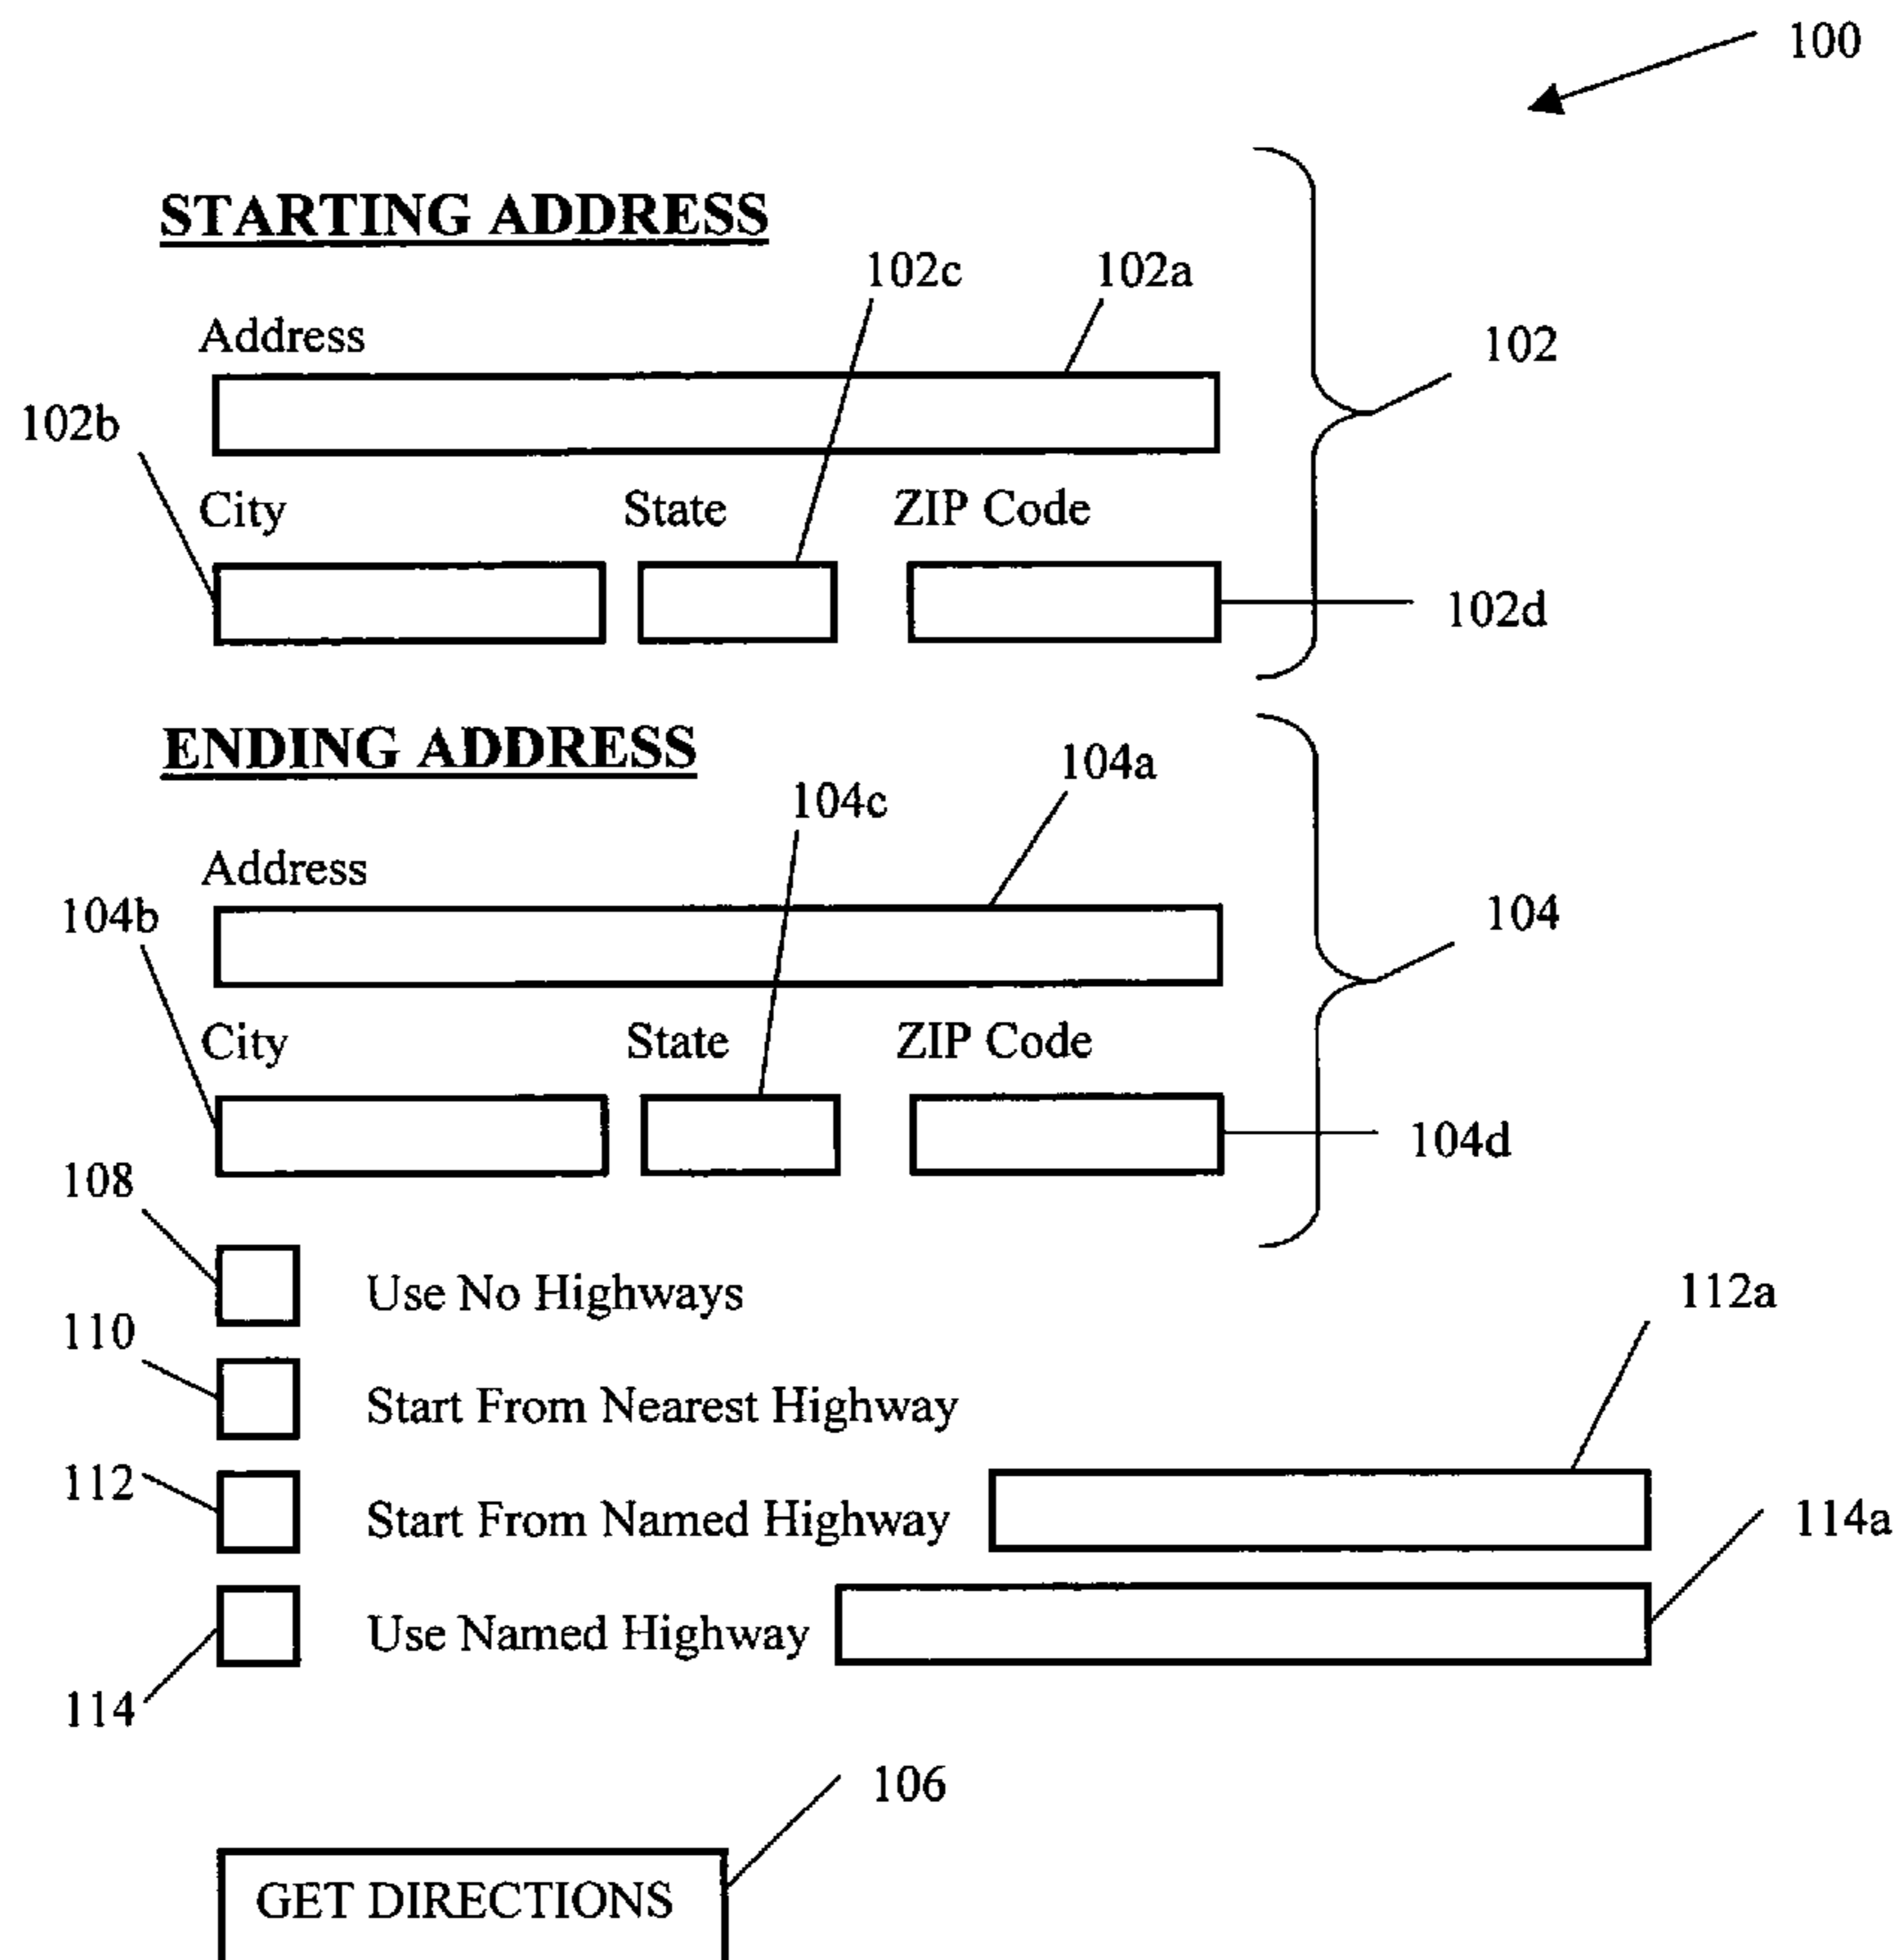 100
STARTING ADDRESS
102c 102a
Address
102
102b
City State ZIP Code
102d
ENDING ADDRESS
104a
104c
Address
104b
104
City State ZIP Code
104d
108
Use No Highways
112a
110
Start From Nearest Highway
112
Start From Named Highway
114a
Use Named Highway
114
106
GET DIRECTIONS